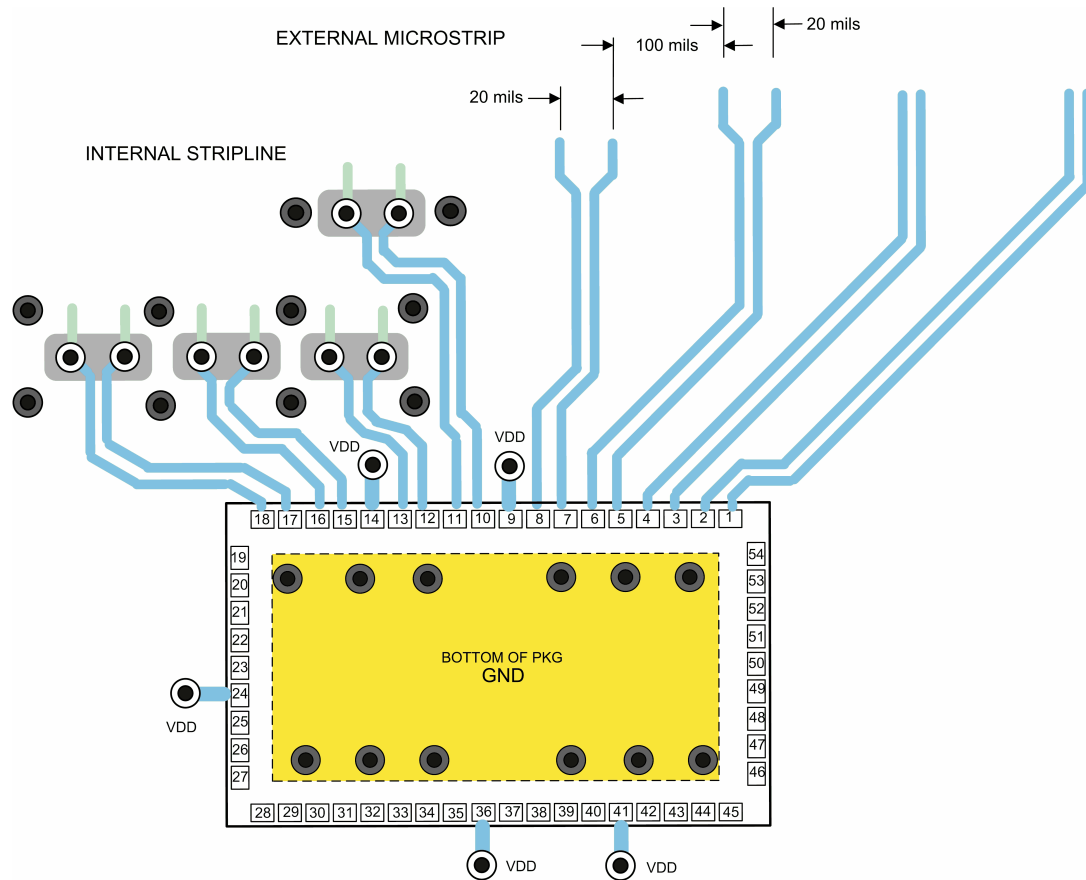 EXTERNAL MICROSTRIP
20 mils
100 mils
20 mils
INTERNAL STRIPLINE
VDD
VDD
18 17 16 15 14 13 12 11 10 9 8 7 6 5 4 3 2 1
19
20
21
22
23
24
25
26
27
54
53
52
51
50
49
48
47
46
BOTTOM OF PKG
GND
VDD
28 29 30 31 32 33 34 35 36 37 38 39 40 41 42 43 44 45
VDD
VDD